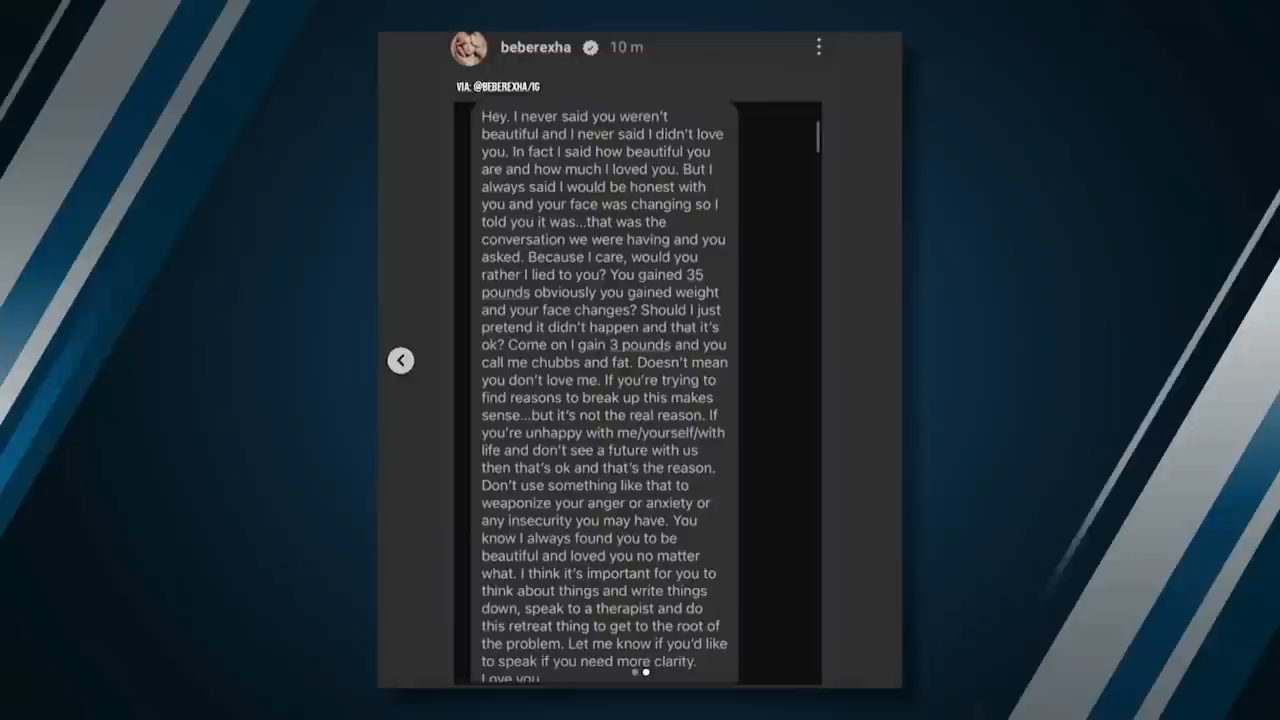 beberexha 10 m
VIA: @BEBEREXHA/IG
Hey. I never said you weren't
beautiful and I never said I didn't love
you. In fact I said how beautiful you
are and how much I loved you. But I
always said I would be honest with
you and your face was changing so I
told you it was...that was the
conversation we were having and you
asked. Because I care, would you
rather I lied to you? You gained 35
pounds obviously you gained weight
and your face changes? Should I just
pretend it didn't happen and that it's
ok? Come on I gain 3 pounds and you
call me chubbs and fat. Doesn't mean
you don't love me. If you're trying to
find reasons to break up this makes
sense...but it's not the real reason. If
you're unhappy with me/yourself/with
life and don't see a future with us
then that's ok and that's the reason.
Don't use something like that to
weaponize your anger or anxiety or
any insecurity you may have. You
know I always found you to be
beautiful and loved you no matter
what. I think it's important for you to
think about things and write things
down, speak to a therapist and do
this retreat thing to get to the root of
the problem. Let me know if you'd like
to speak if you need more clarity.
Love you